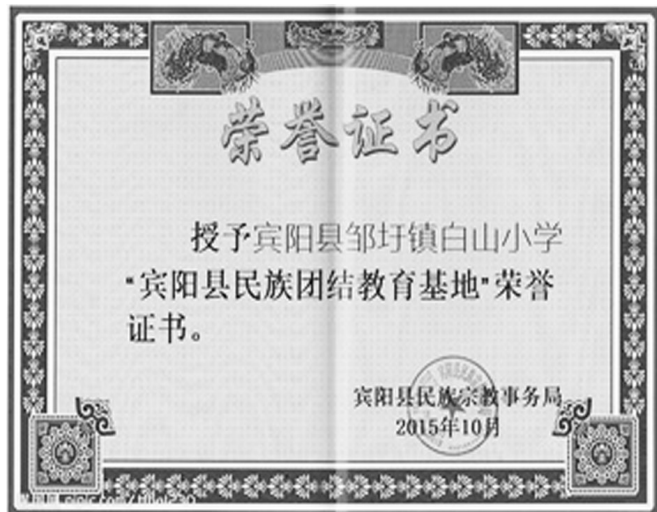 荣誉证书
授予宾阳县邹圩镇白山小学
“宾阳县民族团结教育基地”荣誉
证书。
宾阳县民族宗教事务局
2015年10月